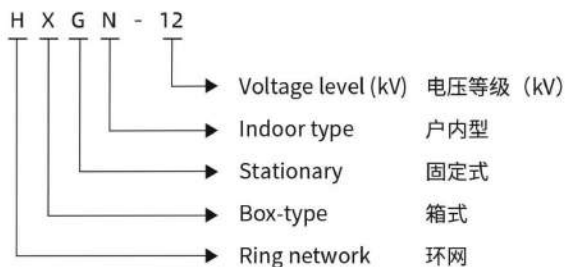 H X G N - 12
Voltage level (kV) 电压等级（kV）
Indoor type 户内型
Stationary 固定式
Box-type 箱式
Ring network 环网